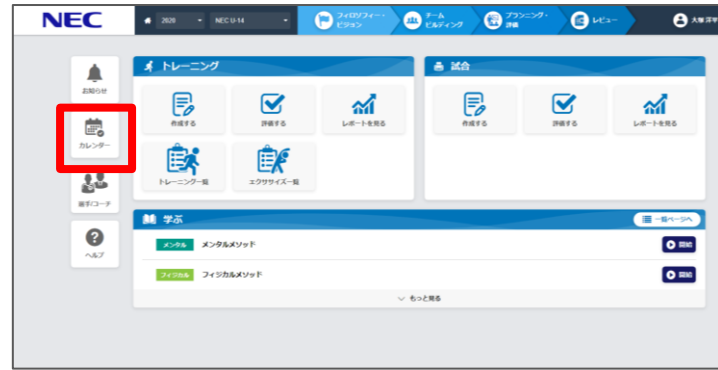 NEC
2020
NEC U-14
フィロソフィー・
ビジョン
チーム
ビルディング
プランニング・
評価
レビュー
大塚 洋平
お知らせ
カレンダー
選手/コーチ
ヘルプ
トレーニング
作成する
評価する
レポートを見る
トレーニング一覧
エクササイズ一覧
試合
作成する
評価する
レポートを見る
学ぶ
一覧ページへ
メンタル メンタルメソッド
開始
フィジカル フィジカルメソッド
開始
もっと見る